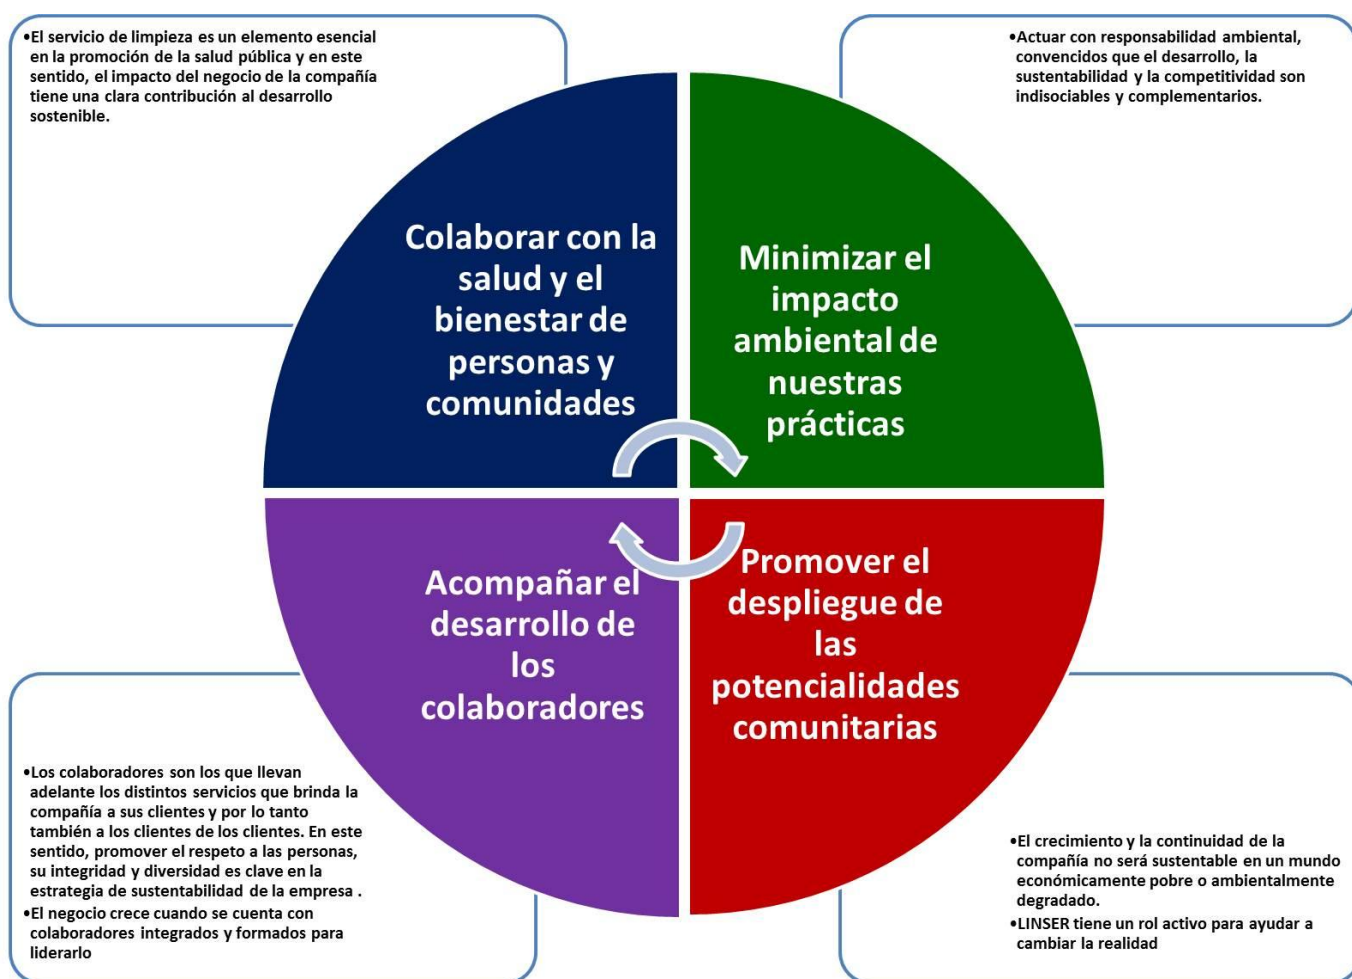 •El servicio de limpieza es un elemento esencial
en la promoción de la salud pública y en este
sentido, el impacto del negocio de la compañía
tiene una clara contribución al desarrollo
sostenible.
•Actuar con responsabilidad ambiental,
convencidos que el desarrollo, la
sustentabilidad y la competitividad son
indisociables y complementarios.
Colaborar con la
salud y el
bienestar de
personas y
comunidades
Minimizar el
impacto
ambiental de
nuestras
prácticas
Acompañar el
desarrollo de
los
colaboradores
Promover el
despliegue de
las
potencialidades
comunitarias
•Los colaboradores son los que llevan
adelante los distintos servicios que brinda la
compañía a sus clientes y por lo tanto
también a los clientes de los clientes. En este
sentido, promover el respeto a las personas,
su integridad y diversidad es clave en la
estrategia de sustentabilidad de la empresa .
•El negocio crece cuando se cuenta con
colaboradores integrados y formados para
liderarlo
•El crecimiento y la continuidad de la
compañía no será sustentable en un mundo
económicamente pobre o ambientalmente
degradado.
•LINSER tiene un rol activo para ayudar a
cambiar la realidad